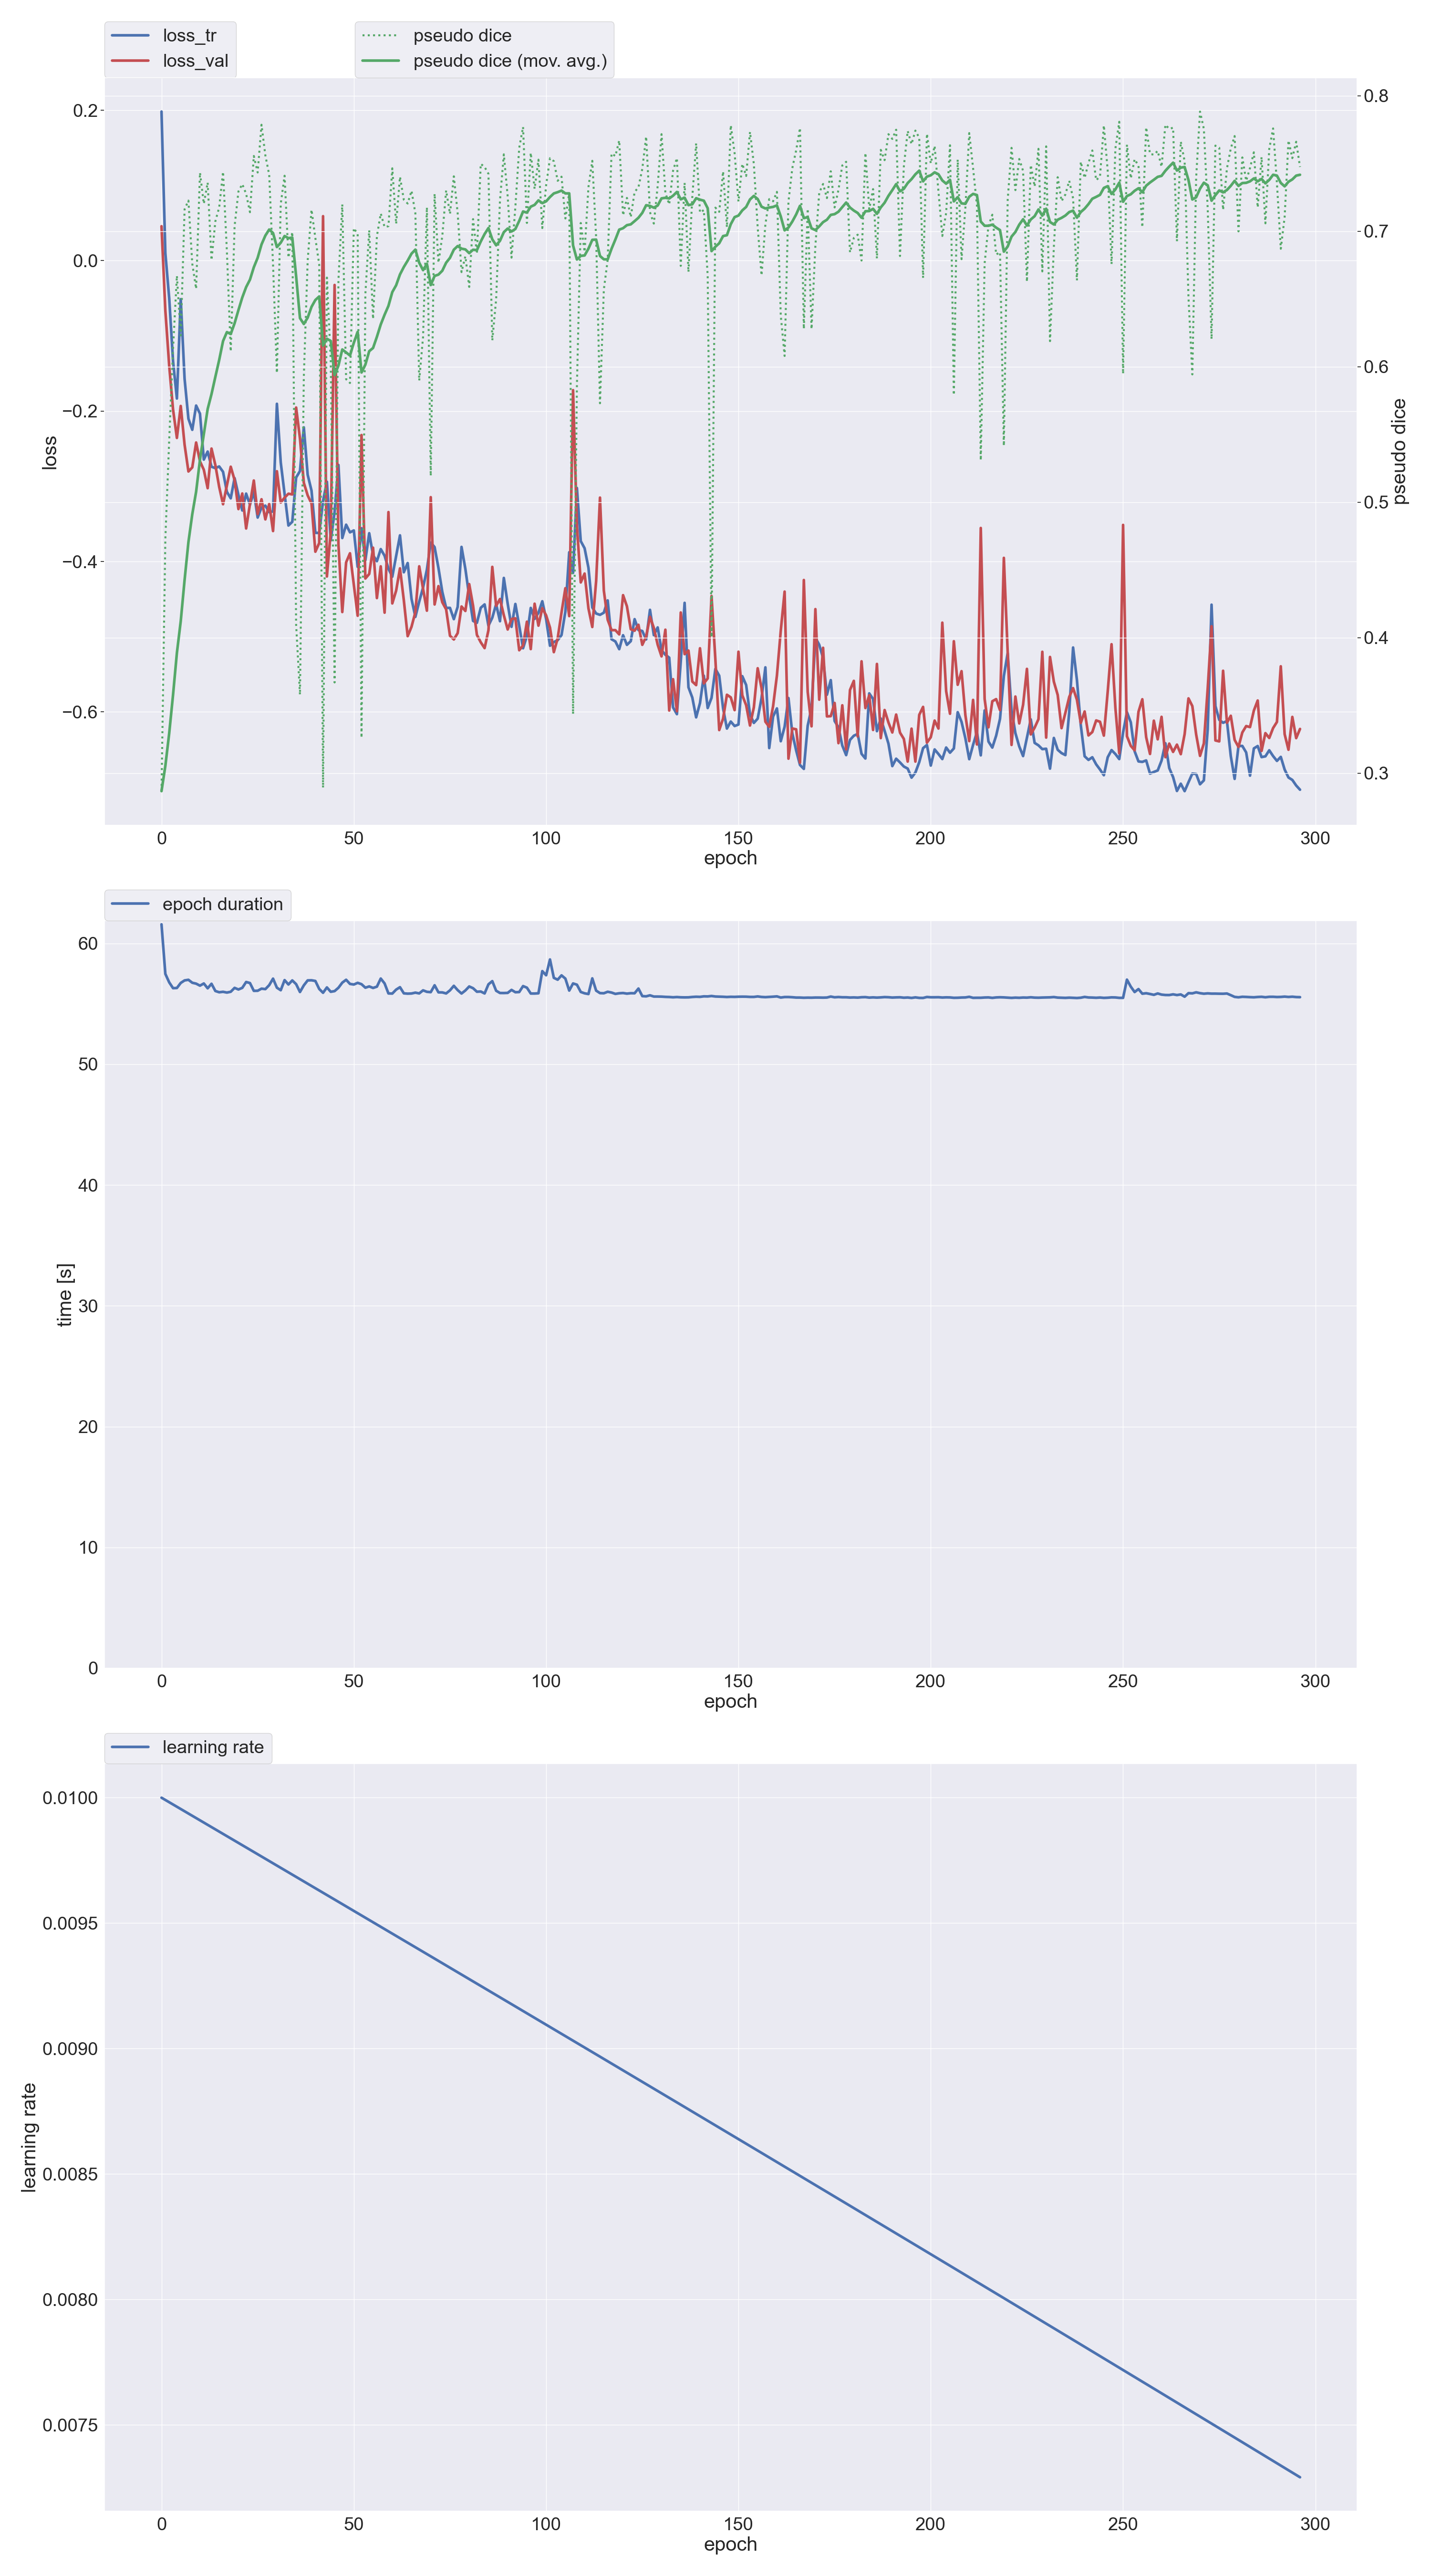 loss_tr
loss_val
pseudo dice
pseudo dice (mov. avg.)
0.2
0.0
−0.2
−0.4
−0.6
loss
0.8
0.7
0.6
0.5
0.4
0.3
pseudo dice
0 50 100 150 200 250 300
epoch
epoch duration
60
50
40
30
20
10
0
time [s]
0 50 100 150 200 250 300
epoch
learning rate
0.0100
0.0095
0.0090
0.0085
0.0080
0.0075
learning rate
0 50 100 150 200 250 300
epoch